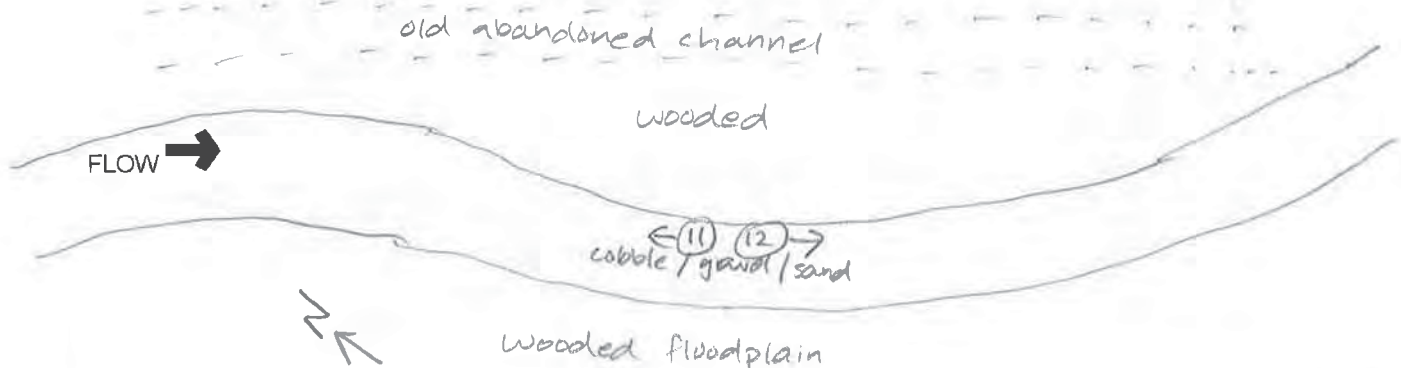 old abandoned channel
wooded
FLOW
11 12
cobble / gravel / sand
N
wooded floodplain